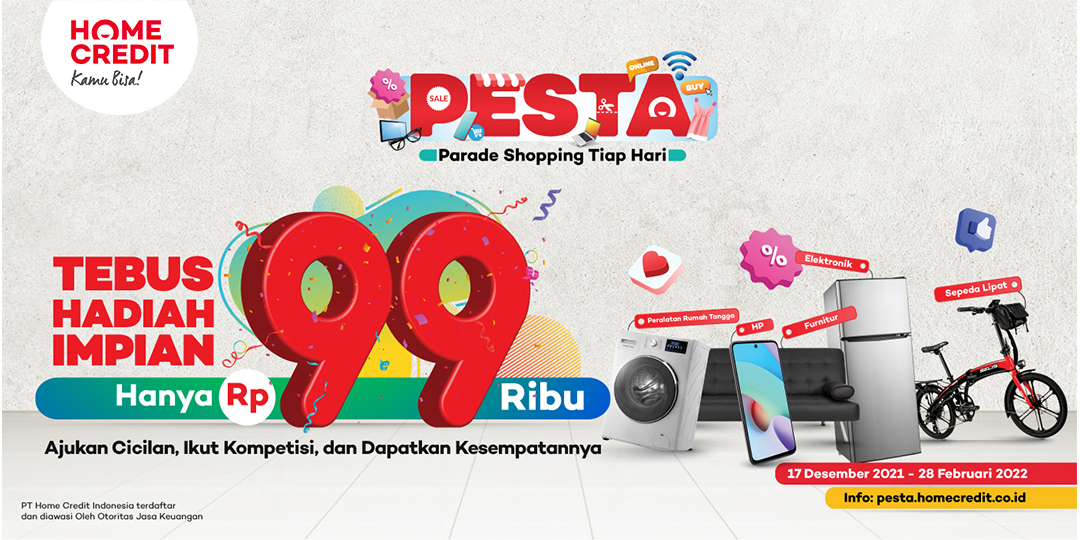 HOME
CREDIT
Kamu Bisa!
%
SALE
ONLINE
BUY
PESTA
Parade Shopping Tiap Hari
TEBUS
HADIAH
IMPIAN
99
Hanya Rp
Ribu
Ajukan Cicilan, Ikut Kompetisi, dan Dapatkan Kesempatannya
%
Elektronik
Sepeda Lipat
Peralatan Rumah Tangga
HP
Furnitur
17 Desember 2021 - 28 Februari 2022
Info: pesta.homecredit.co.id
PT Home Credit Indonesia terdaftar
dan diawasi Oleh Otoritas Jasa Keuangan